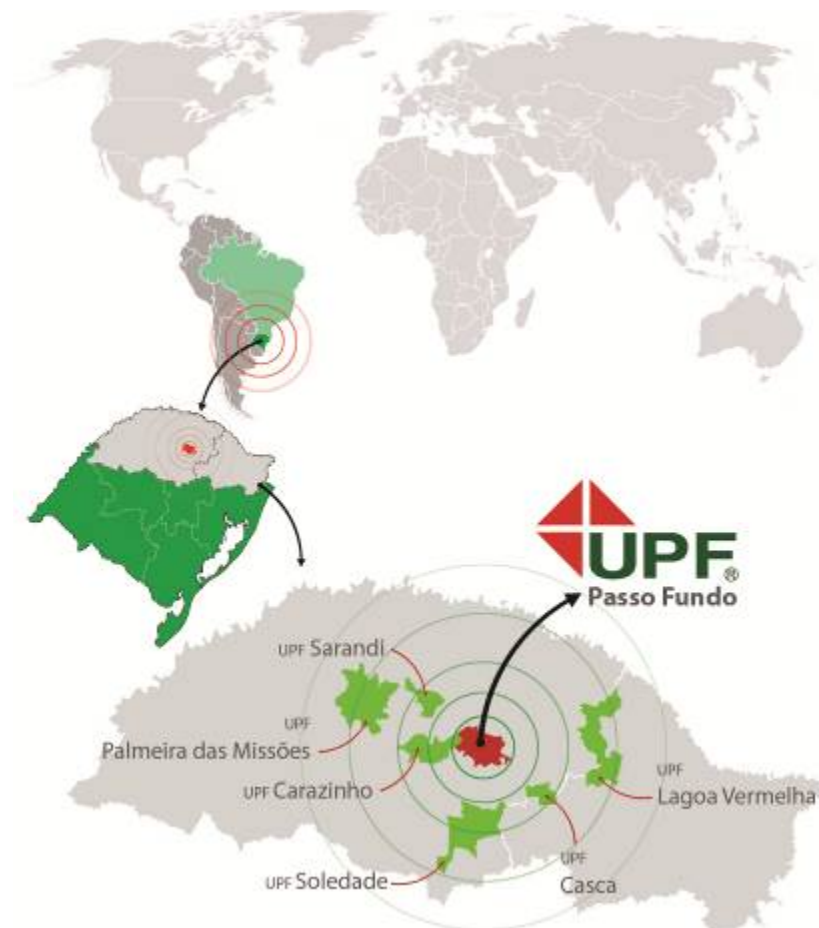 UPF®
Passo Fundo
UPF Sarandi
UPF
Palmeira das Missões
UPF Carazinho
UPF
Lagoa Vermelha
UPF Soledade
UPF
Casca